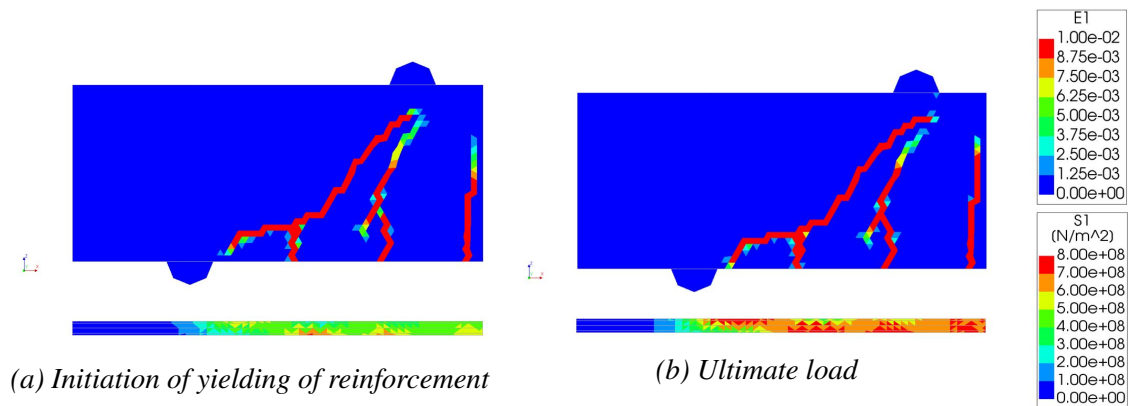 E1
1.00e-02
8.75e-03
7.50e-03
6.25e-03
5.00e-03
3.75e-03
2.50e-03
1.25e-03
0.00e+00
S1
(N/m^2)
8.00e+08
7.00e+08
6.00e+08
5.00e+08
4.00e+08
3.00e+08
2.00e+08
1.00e+08
0.00e+00
(a) Initiation of yielding of reinforcement
(b) Ultimate load